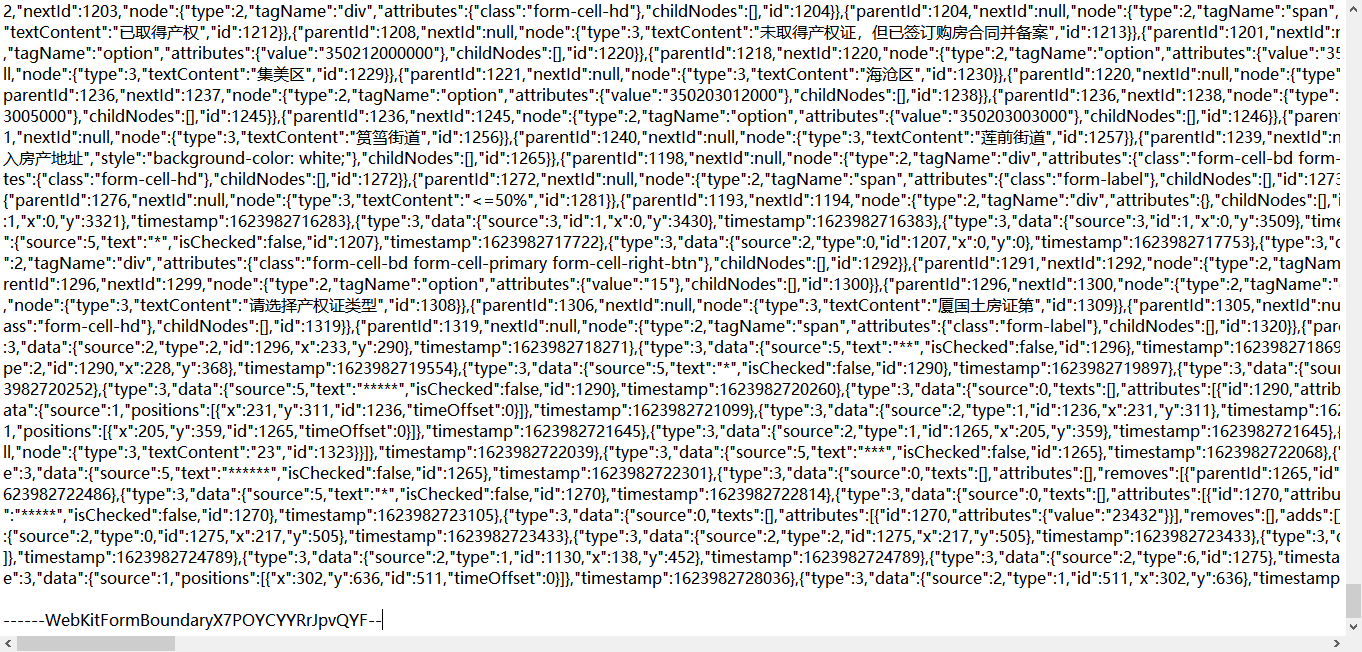 2,"nextId":1203,"node":{"type":2,"tagName":"div","attributes":{"class":"form-cell-hd"},"childNodes":[],"id":1204}},{"parentId":1204,"nextId":null,"node":{"type":2,"tagName":"span",
"textContent":"已取得产权","id":1212}},{"parentId":1208,"nextId":null,"node":{"type":3,"textContent":"未取得产权证，但已签订购房合同并备案","id":1213}},{"parentId":1201,"nextId":n
,"tagName":"option","attributes":{"value":"350212000000"},"childNodes":[],"id":1220}},{"parentId":1218,"nextId":1220,"node":{"type":2,"tagName":"option","attributes":{"value":"35
ll,"node":{"type":3,"textContent":"集美区","id":1229}},{"parentId":1221,"nextId":null,"node":{"type":3,"textContent":"海沧区","id":1230}},{"parentId":1220,"nextId":null,"node":{"type"
parentId":1236,"nextId":1237,"node":{"type":2,"tagName":"option","attributes":{"value":"350203012000"},"childNodes":[],"id":1238}},{"parentId":1236,"nextId":1238,"node":{"type":
3005000"},"childNodes":[],"id":1245}},{"parentId":1236,"nextId":1245,"node":{"type":2,"tagName":"option","attributes":{"value":"350203003000"},"childNodes":[],"id":1246}},{"parent
1,"nextId":null,"node":{"type":3,"textContent":"筼筜街道","id":1256}},{"parentId":1240,"nextId":null,"node":{"type":3,"textContent":"莲前街道","id":1257}},{"parentId":1239,"nextId":n
入房产地址","style":"background-color: white;"},"childNodes":[],"id":1265}},{"parentId":1198,"nextId":null,"node":{"type":2,"tagName":"div","attributes":{"class":"form-cell-bd form-
tes":{"class":"form-cell-hd"},"childNodes":[],"id":1272}},{"parentId":1272,"nextId":null,"node":{"type":2,"tagName":"span","attributes":{"class":"form-label"},"childNodes":[],"id":1273
{"parentId":1276,"nextId":null,"node":{"type":3,"textContent":"<=50%","id":1281}},{"parentId":1193,"nextId":1194,"node":{"type":2,"tagName":"div","attributes":{},"childNodes":[],"i
:1,"x":0,"y":3321},"timestamp":1623982716283},{"type":3,"data":{"source":3,"id":1,"x":0,"y":3430},"timestamp":1623982716383},{"type":3,"data":{"source":3,"id":1,"x":0,"y":3509},"time
:{"source":5,"text":"*","isChecked":false,"id":1207},"timestamp":1623982717722},{"type":3,"data":{"source":2,"type":0,"id":1207,"x":0,"y":0},"timestamp":1623982717753},{"type":3,"d
":2,"tagName":"div","attributes":{"class":"form-cell-bd form-cell-primary form-cell-right-btn"},"childNodes":[],"id":1292}},{"parentId":1291,"nextId":1292,"node":{"type":2,"tagNam
rentId":1296,"nextId":1299,"node":{"type":2,"tagName":"option","attributes":{"value":"15"},"childNodes":[],"id":1300}},{"parentId":1296,"nextId":1300,"node":{"type":2,"tagName":"
,"node":{"type":3,"textContent":"请选择产权证类型","id":1308}},{"parentId":1306,"nextId":null,"node":{"type":3,"textContent":"厦国土房证第","id":1309}},{"parentId":1305,"nextId":nu
ass":"form-cell-hd"},"childNodes":[],"id":1319}},{"parentId":1319,"nextId":null,"node":{"type":2,"tagName":"span","attributes":{"class":"form-label"},"childNodes":[],"id":1320}},{"par
:3,"data":{"source":2,"type":2,"id":1296,"x":233,"y":290},"timestamp":1623982718271},{"type":3,"data":{"source":5,"text":"**","isChecked":false,"id":1296},"timestamp":162398271869
pe":2,"id":1290,"x":228,"y":368},"timestamp":1623982719554},{"type":3,"data":{"source":5,"text":"*","isChecked":false,"id":1290},"timestamp":1623982719897},{"type":3,"data":{"sour
3982720252},{"type":3,"data":{"source":5,"text":"*****","isChecked":false,"id":1290},"timestamp":1623982720260},{"type":3,"data":{"source":0,"texts":[],"attributes":[{"id":1290,"attrib
ata":{"source":1,"positions":[{"x":231,"y":311,"id":1236,"timeOffset":0}]},"timestamp":1623982721099},{"type":3,"data":{"source":2,"type":1,"id":1236,"x":231,"y":311},"timestamp":162
1,"positions":[{"x":205,"y":359,"id":1265,"timeOffset":0}]},"timestamp":1623982721645},{"type":3,"data":{"source":2,"type":1,"id":1265,"x":205,"y":359},"timestamp":1623982721645},{
ll,"node":{"type":3,"textContent":"23","id":1323}}]},"timestamp":1623982722039},{"type":3,"data":{"source":5,"text":"***","isChecked":false,"id":1265},"timestamp":1623982722068},{"
e":3,"data":{"source":5,"text":"******","isChecked":false,"id":1265},"timestamp":1623982722301},{"type":3,"data":{"source":0,"texts":[],"attributes":[],"removes":[{"parentId":1265,"id"
623982722486},{"type":3,"data":{"source":5,"text":"*","isChecked":false,"id":1270},"timestamp":1623982722814},{"type":3,"data":{"source":0,"texts":[],"attributes":[{"id":1270,"attribu
:"*****","isChecked":false,"id":1270},"timestamp":1623982723105},{"type":3,"data":{"source":0,"texts":[],"attributes":[{"id":1270,"attributes":{"value":"23432"}}],"removes":[],"adds":[
:{"source":2,"type":0,"id":1275,"x":217,"y":505},"timestamp":1623982723433},{"type":3,"data":{"source":2,"type":2,"id":1275,"x":217,"y":505},"timestamp":1623982723433},{"type":3,"c
]},"timestamp":1623982724789},{"type":3,"data":{"source":2,"type":1,"id":1130,"x":138,"y":452},"timestamp":1623982724789},{"type":3,"data":{"source":2,"type":6,"id":1275},"timesta
e":3,"data":{"source":1,"positions":[{"x":302,"y":636,"id":511,"timeOffset":0}]},"timestamp":1623982728036},{"type":3,"data":{"source":2,"type":1,"id":511,"x":302,"y":636},"timestamp
------WebKitFormBoundaryX7POYCYYRrJpvQYF--